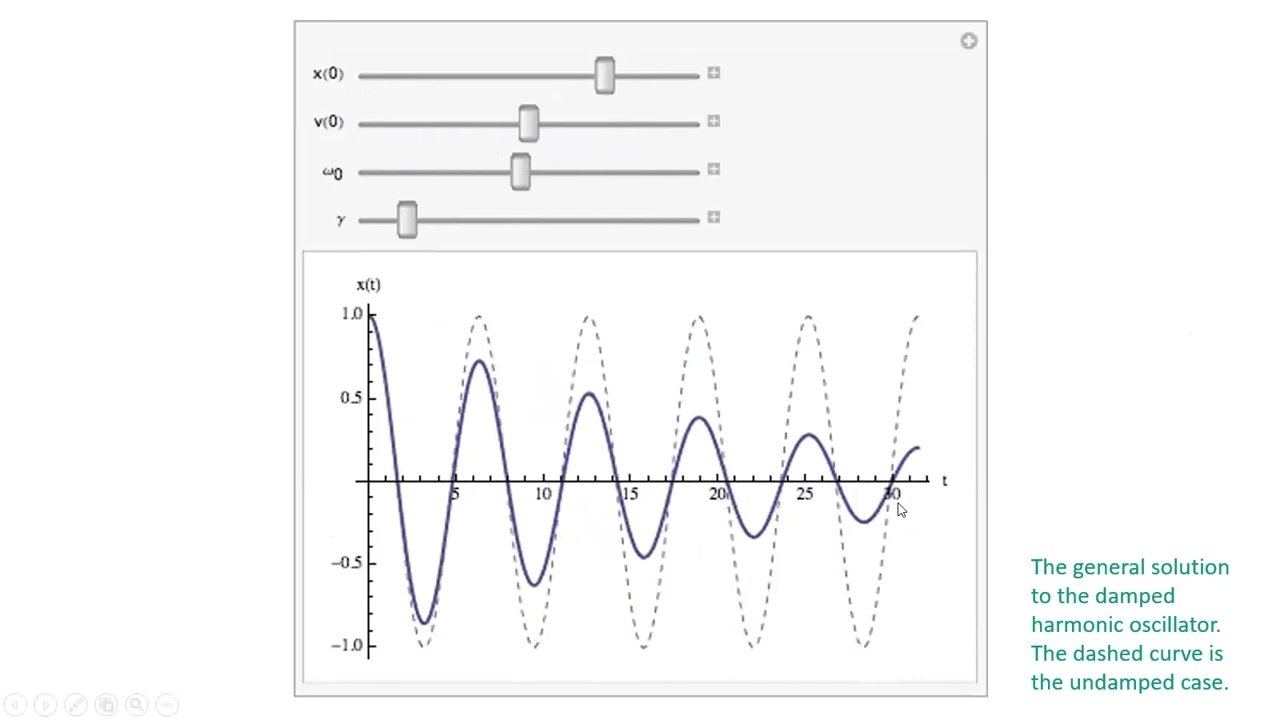 x(0)
v(0)
ω0
γ
x(t)
1.0
0.5
−0.5
−1.0
5 10 15 20 25 30 t
The general solution
to the damped
harmonic oscillator.
The dashed curve is
the undamped case.